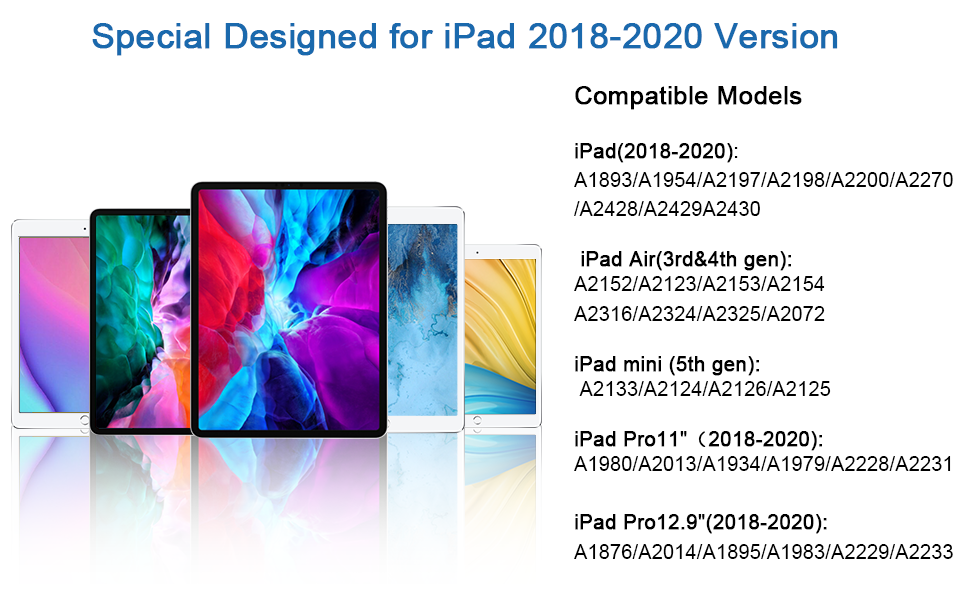 Special Designed for iPad 2018-2020 Version
Compatible Models
iPad(2018-2020):
A1893/A1954/A2197/A2198/A2200/A2270
/A2428/A2429A2430
iPad Air(3rd&4th gen):
A2152/A2123/A2153/A2154
A2316/A2324/A2325/A2072
iPad mini (5th gen):
A2133/A2124/A2126/A2125
iPad Pro11"（2018-2020):
A1980/A2013/A1934/A1979/A2228/A2231
iPad Pro12.9"(2018-2020):
A1876/A2014/A1895/A1983/A2229/A2233